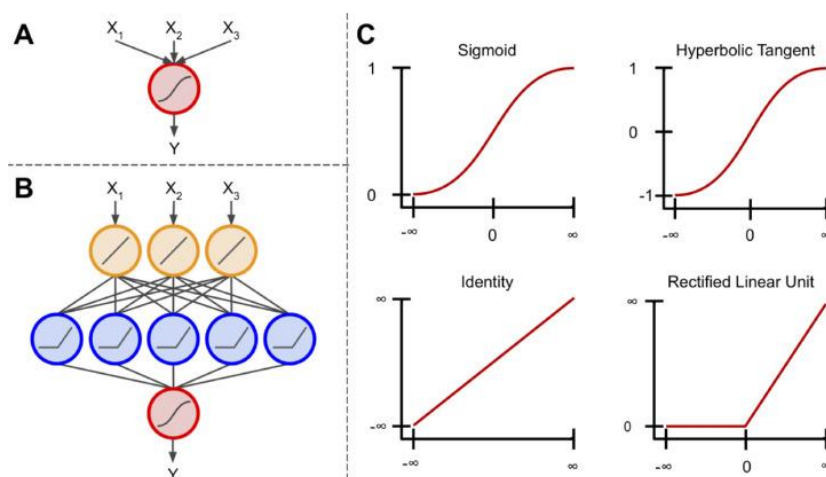 A
X1 X2 X3
Y
B
X1 X2 X3
Y
C
Sigmoid
1
0
-∞ 0 ∞
Hyperbolic Tangent
1
0
-1
-∞ 0 ∞
Identity
∞
-∞
-∞ ∞
Rectified Linear Unit
∞
0
-∞ 0 ∞